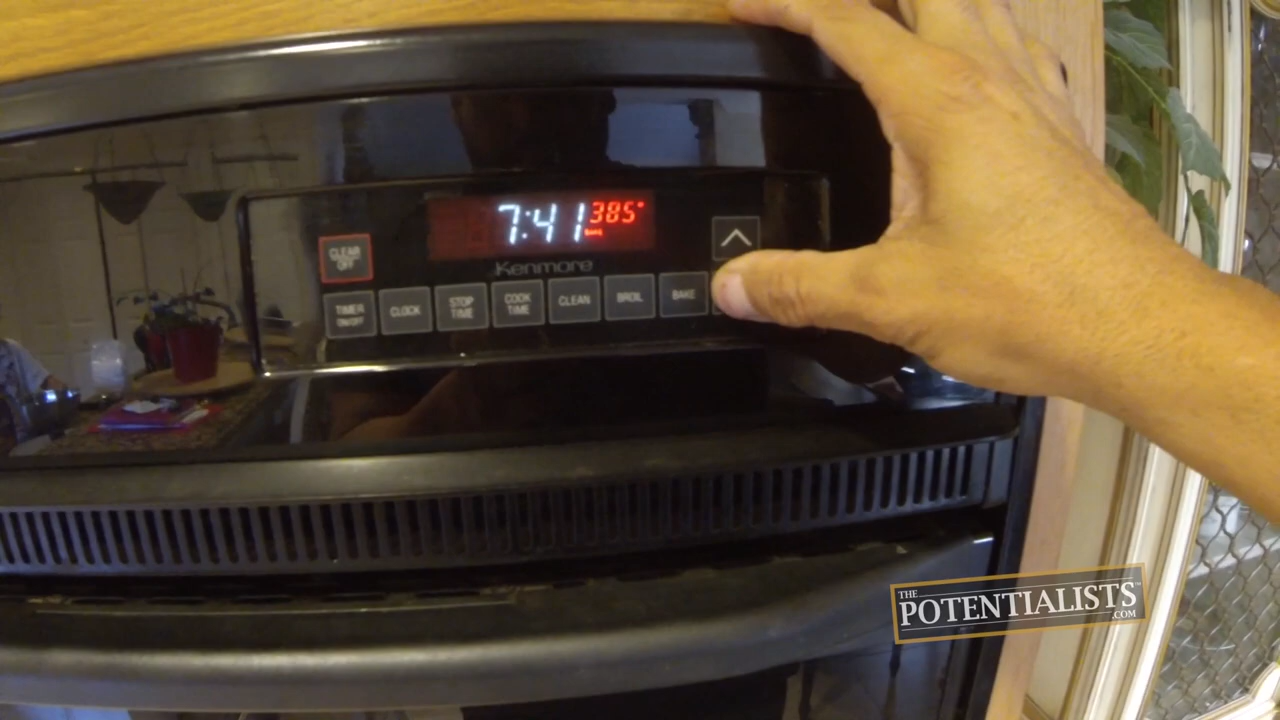 7:41 385°
Kenmore
CLEAR
OFF
TIMER
ON/OFF
CLOCK
STOP
TIME
COOK
TIME
CLEAN
BROIL
BAKE
THE
POTENTIALISTS™
.COM